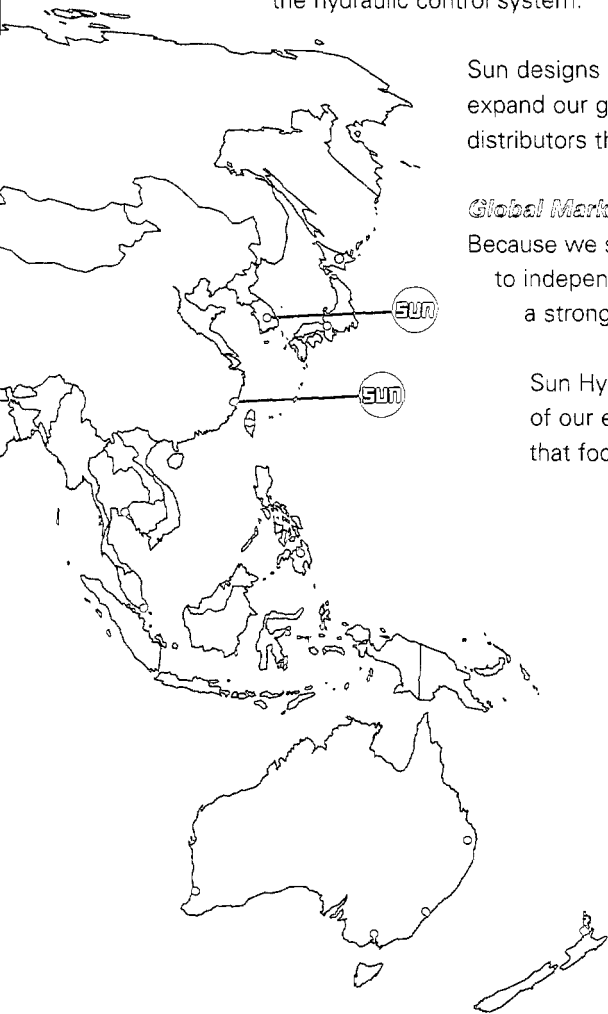 the hydraulic control system.
Sun designs
expand our g
distributors th
Global Mark
Because we s
to indepen
a strong
sun
sun
Sun Hy
of our e
that foc